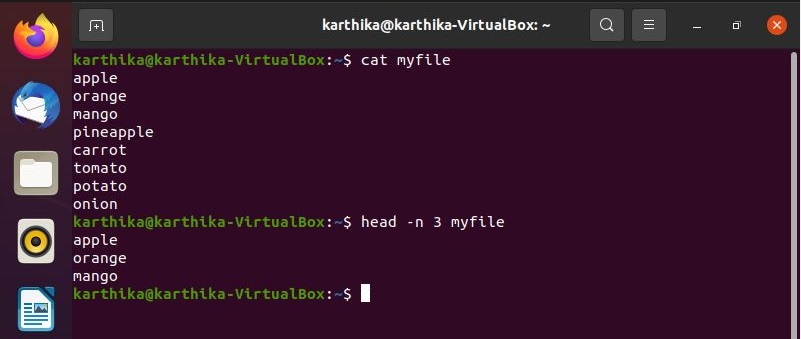 karthika@karthika-VirtualBox: ~
karthika@karthika-VirtualBox:~$ cat myfile
apple
orange
mango
pineapple
carrot
tomato
potato
onion
karthika@karthika-VirtualBox:~$ head -n 3 myfile
apple
orange
mango
karthika@karthika-VirtualBox:~$